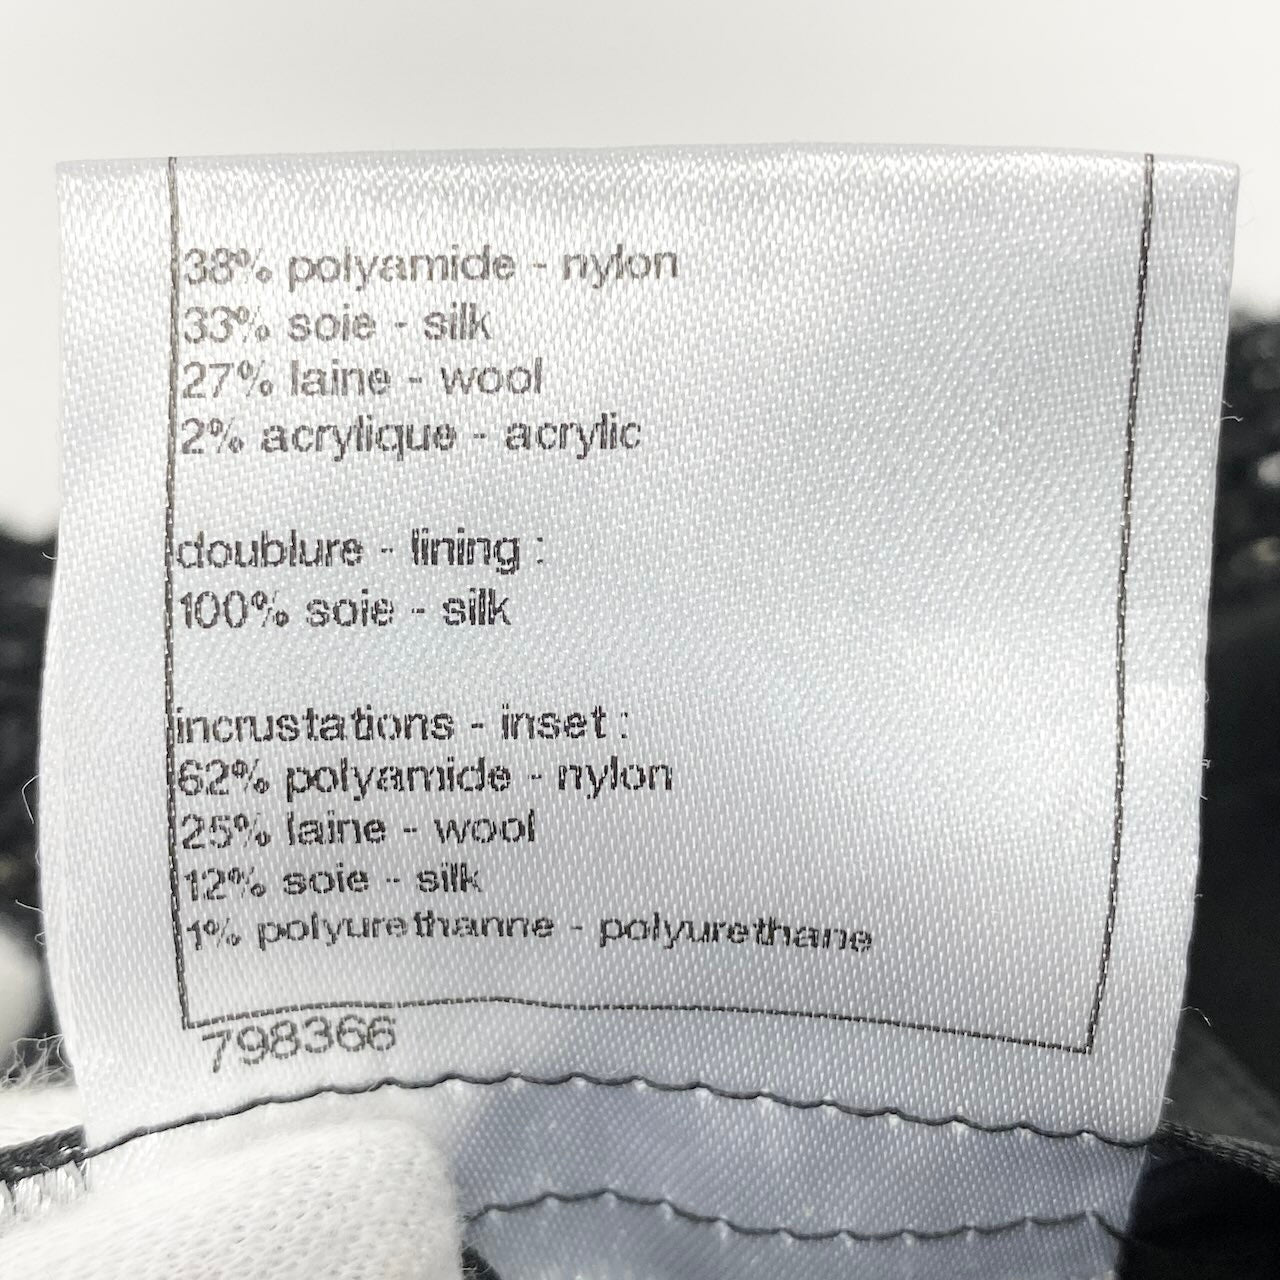 38% polyamide - nylon
33% soie - silk
27% laine - wool
2% acrylique - acrylic
doublure - lining :
100% soie - silk
incrustations - inset :
62% polyamide - nylon
25% laine - wool
12% soie - silk
1% polyurethanne - polyurethane
798366